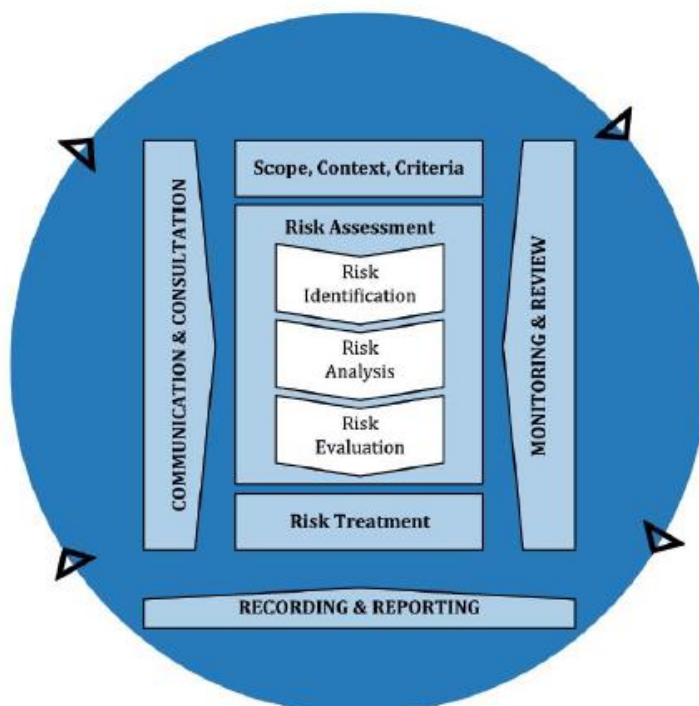 COMMUNICATION & CONSULTATION
Scope, Context, Criteria
Risk Assessment
Risk
Identification
Risk
Analysis
Risk
Evaluation
Risk Treatment
MONITORING & REVIEW
RECORDING & REPORTING